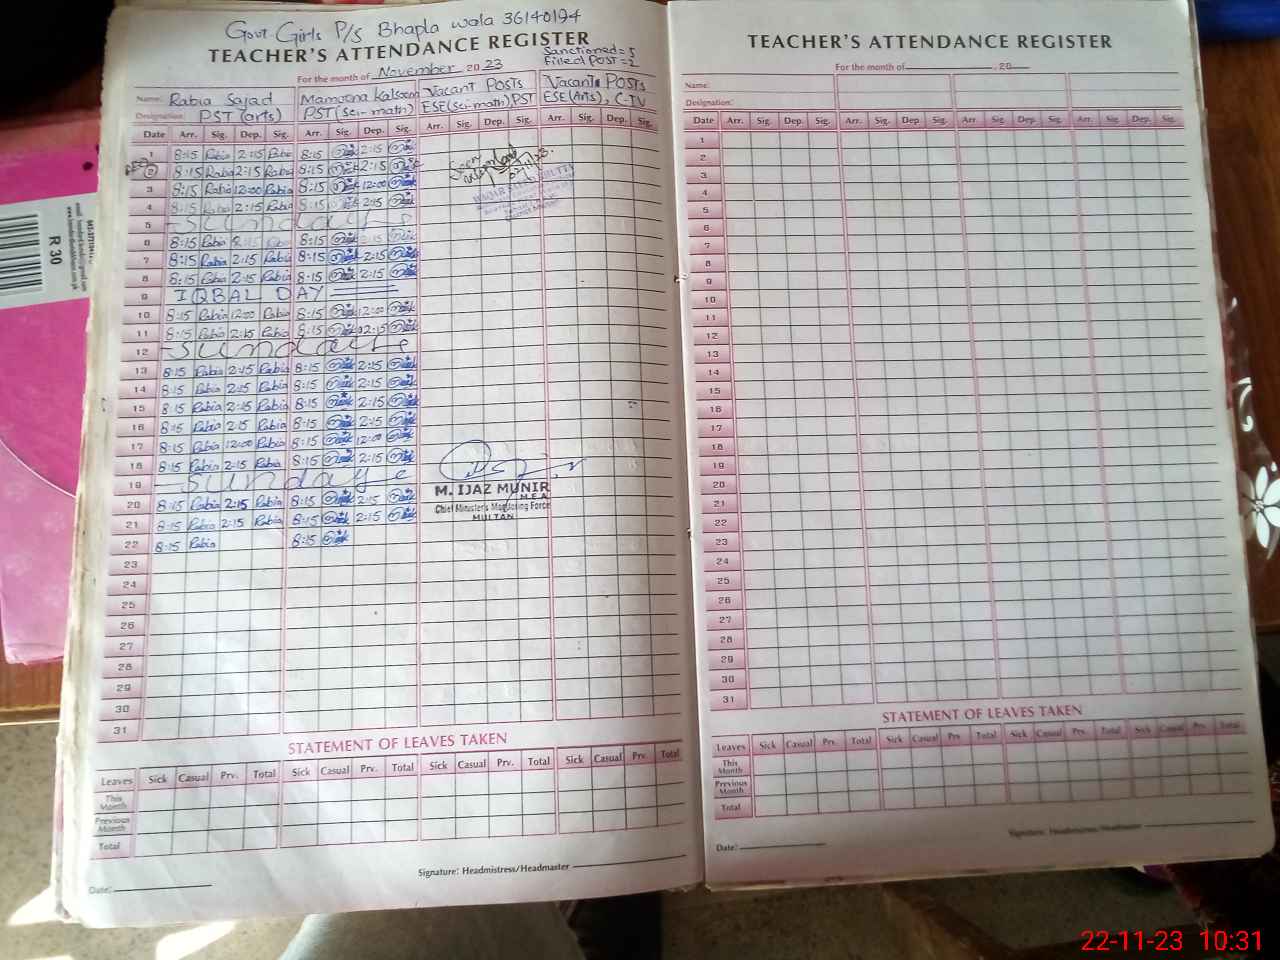 Govt Girls P/s Bhapla wala 36140194
TEACHER'S ATTENDANCE REGISTER
Sanctioned = 5
Filled Post = 2
For the month of November, 2023
Name: Rabia Sajad Mamoona Kalsoom Vacant Posts Vacant Posts
Designation: PST (arts) PST (sci-math) ESE (sci-math) PST ESE (Arts), C-IV
Date Arr. Sig. Dep. Sig. Arr. Sig. Dep. Sig. Arr. Sig. Dep. Sig. Arr. Sig. Dep. Sig.
1 8:15 Rabia 2:15 Rabia 8:15 2:15
2 8:15 Rabia 2:15 Rabia 8:15 2:15
3 8:15 Rabia 12:00 Rabia 8:15 12:00
4 8:15 Rabia 2:15 Rabia 8:15 2:15
5 Sunday
6 8:15 Rabia 8:15
7 8:15 Rabia 2:15 Rabia 8:15 2:15
8 8:15 Rabia 2:15 Rabia 8:15 2:15
9 IQBAL DAY
10 8:15 Rabia 12:00 Rabia 8:15 12:00
11 8:15 Rabia 2:15 Rabia 8:15 2:15
12 Sunday
13 8:15 Rabia 2:15 Rabia 8:15 2:15
14 8:15 Rabia 2:15 Rabia 8:15 2:15
15 8:15 Rabia 2:15 Rabia 8:15 2:15
16 8:15 Rabia 2:15 Rabia 8:15 2:15
17 8:15 Rabia 12:00 Rabia 8:15 12:00
18 8:15 Rabia 2:15 Rabia 8:15 2:15
19 Sunday
20 8:15 Rabia 2:15 Rabia 8:15 2:15
21 8:15 Rabia 2:15 Rabia 8:15 2:15
22 8:15 Rabia 8:15
23
24
25
26
27
28
29
30
31
Seen
M. IJAZ MUNIR
M.E.A
Chief Minister's Monitoring Force
MULTAN
STATEMENT OF LEAVES TAKEN
Leaves Sick Casual Prv. Total Sick Casual Prv. Total Sick Casual Prv. Total Sick Casual Prv. Total
This Month
Previous Month
Total
Signature: Headmistress/Headmaster
Date:
TEACHER'S ATTENDANCE REGISTER
For the month of , 20
Name:
Designation:
Date Arr. Sig. Dep. Sig. Arr. Sig. Dep. Sig. Arr. Sig. Dep. Sig. Arr. Sig. Dep. Sig.
1
2
3
4
5
6
7
8
9
10
11
12
13
14
15
16
17
18
19
20
21
22
23
24
25
26
27
28
29
30
31
STATEMENT OF LEAVES TAKEN
Leaves Sick Casual Prv. Total Sick Casual Prv. Total Sick Casual Prv. Total Sick Casual Prv. Total
This Month
Previous Month
Total
Signature: Headmistress/Headmaster
Date:
R 30
22-11-23 10:31